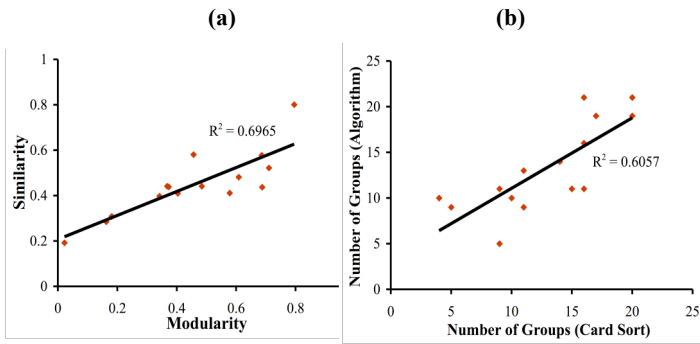 (a)
1
0.8
0.6
0.4
0.2
0
0
0.2
0.4
0.6
0.8
Similarity
Modularity
R² = 0.6965
(b)
25
20
15
10
5
0
0
5
10
15
20
25
Number of Groups (Algorithm)
Number of Groups (Card Sort)
R² = 0.6057